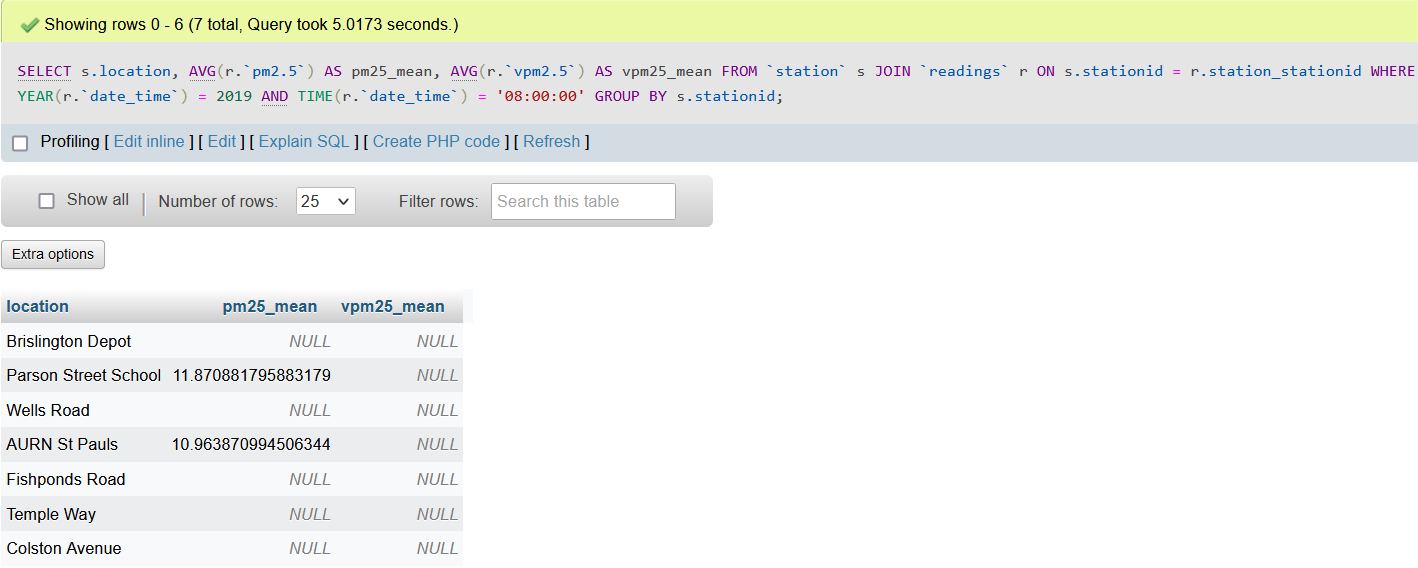 Showing rows 0 - 6 (7 total, Query took 5.0173 seconds.)
SELECT s.location, AVG(r.`pm2.5`) AS pm25_mean, AVG(r.`vpm2.5`) AS vpm25_mean FROM `station` s JOIN `readings` r ON s.stationid = r.station_stationid WHERE
YEAR(r.`date_time`) = 2019 AND TIME(r.`date_time`) = '08:00:00' GROUP BY s.stationid;
Profiling [ Edit inline ] [ Edit ] [ Explain SQL ] [ Create PHP code ] [ Refresh ]
Show all | Number of rows: 25 Filter rows: Search this table
Extra options
location pm25_mean vpm25_mean
Brislington Depot NULL NULL
Parson Street School 11.870881795883179 NULL
Wells Road NULL NULL
AURN St Pauls 10.963870994506344 NULL
Fishponds Road NULL NULL
Temple Way NULL NULL
Colston Avenue NULL NULL